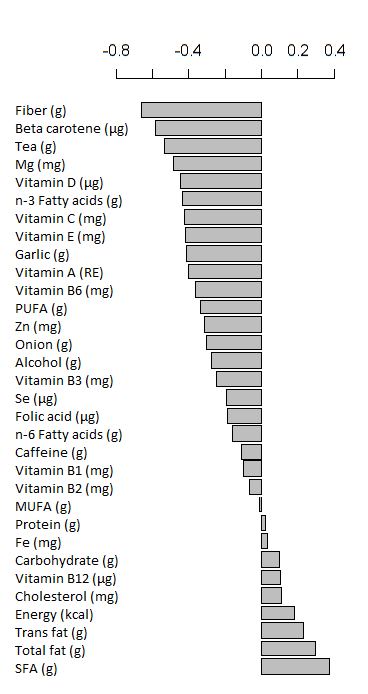 -0.8 -0.4 0.0 0.2 0.4
Fiber (g)
Beta carotene (µg)
Tea (g)
Mg (mg)
Vitamin D (µg)
n-3 Fatty acids (g)
Vitamin C (mg)
Vitamin E (mg)
Garlic (g)
Vitamin A (RE)
Vitamin B6 (mg)
PUFA (g)
Zn (mg)
Onion (g)
Alcohol (g)
Vitamin B3 (mg)
Se (µg)
Folic acid (µg)
n-6 Fatty acids (g)
Caffeine (g)
Vitamin B1 (mg)
Vitamin B2 (mg)
MUFA (g)
Protein (g)
Fe (mg)
Carbohydrate (g)
Vitamin B12 (µg)
Cholesterol (mg)
Energy (kcal)
Trans fat (g)
Total fat (g)
SFA (g)